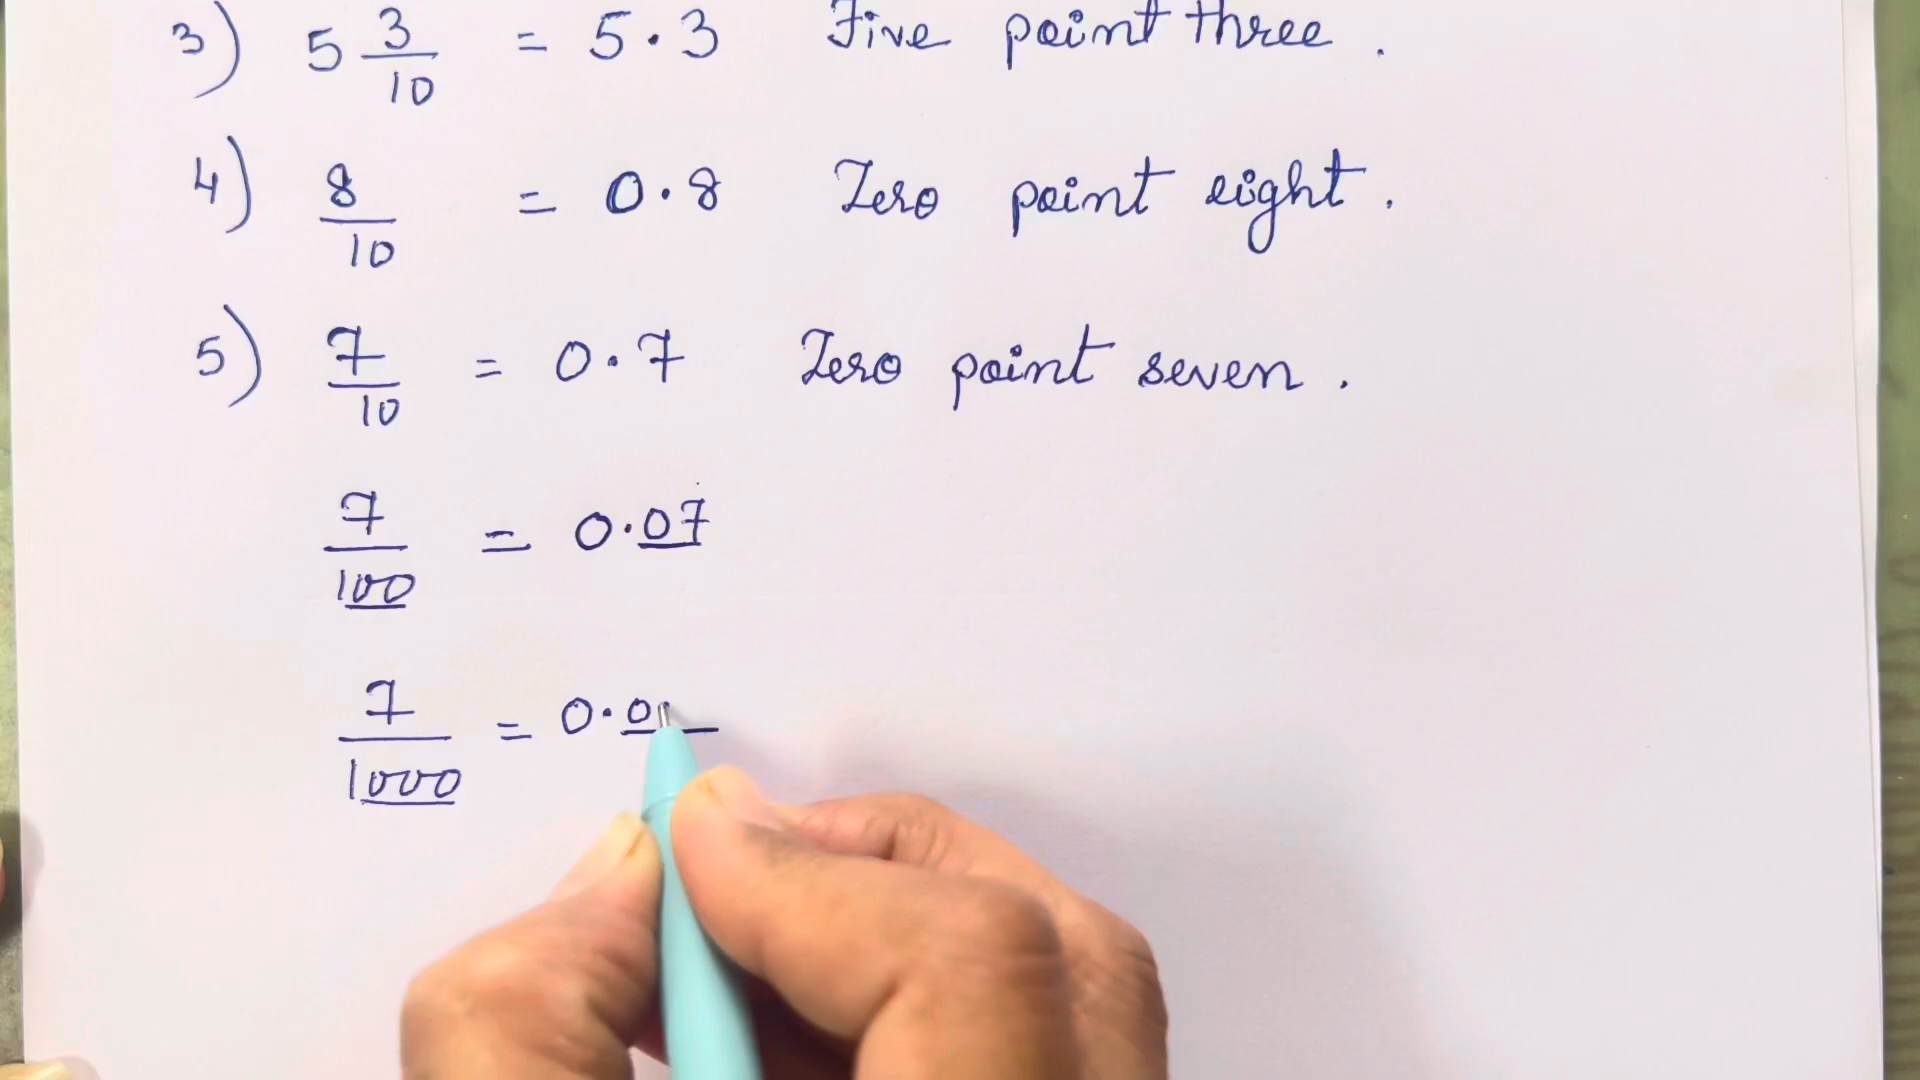 3) 5 3/10 = 5.3 Five point three.
4) 8/10 = 0.8 Zero point eight.
5) 7/10 = 0.7 Zero point seven.
7/100 = 0.07
7/1000 = 0.0